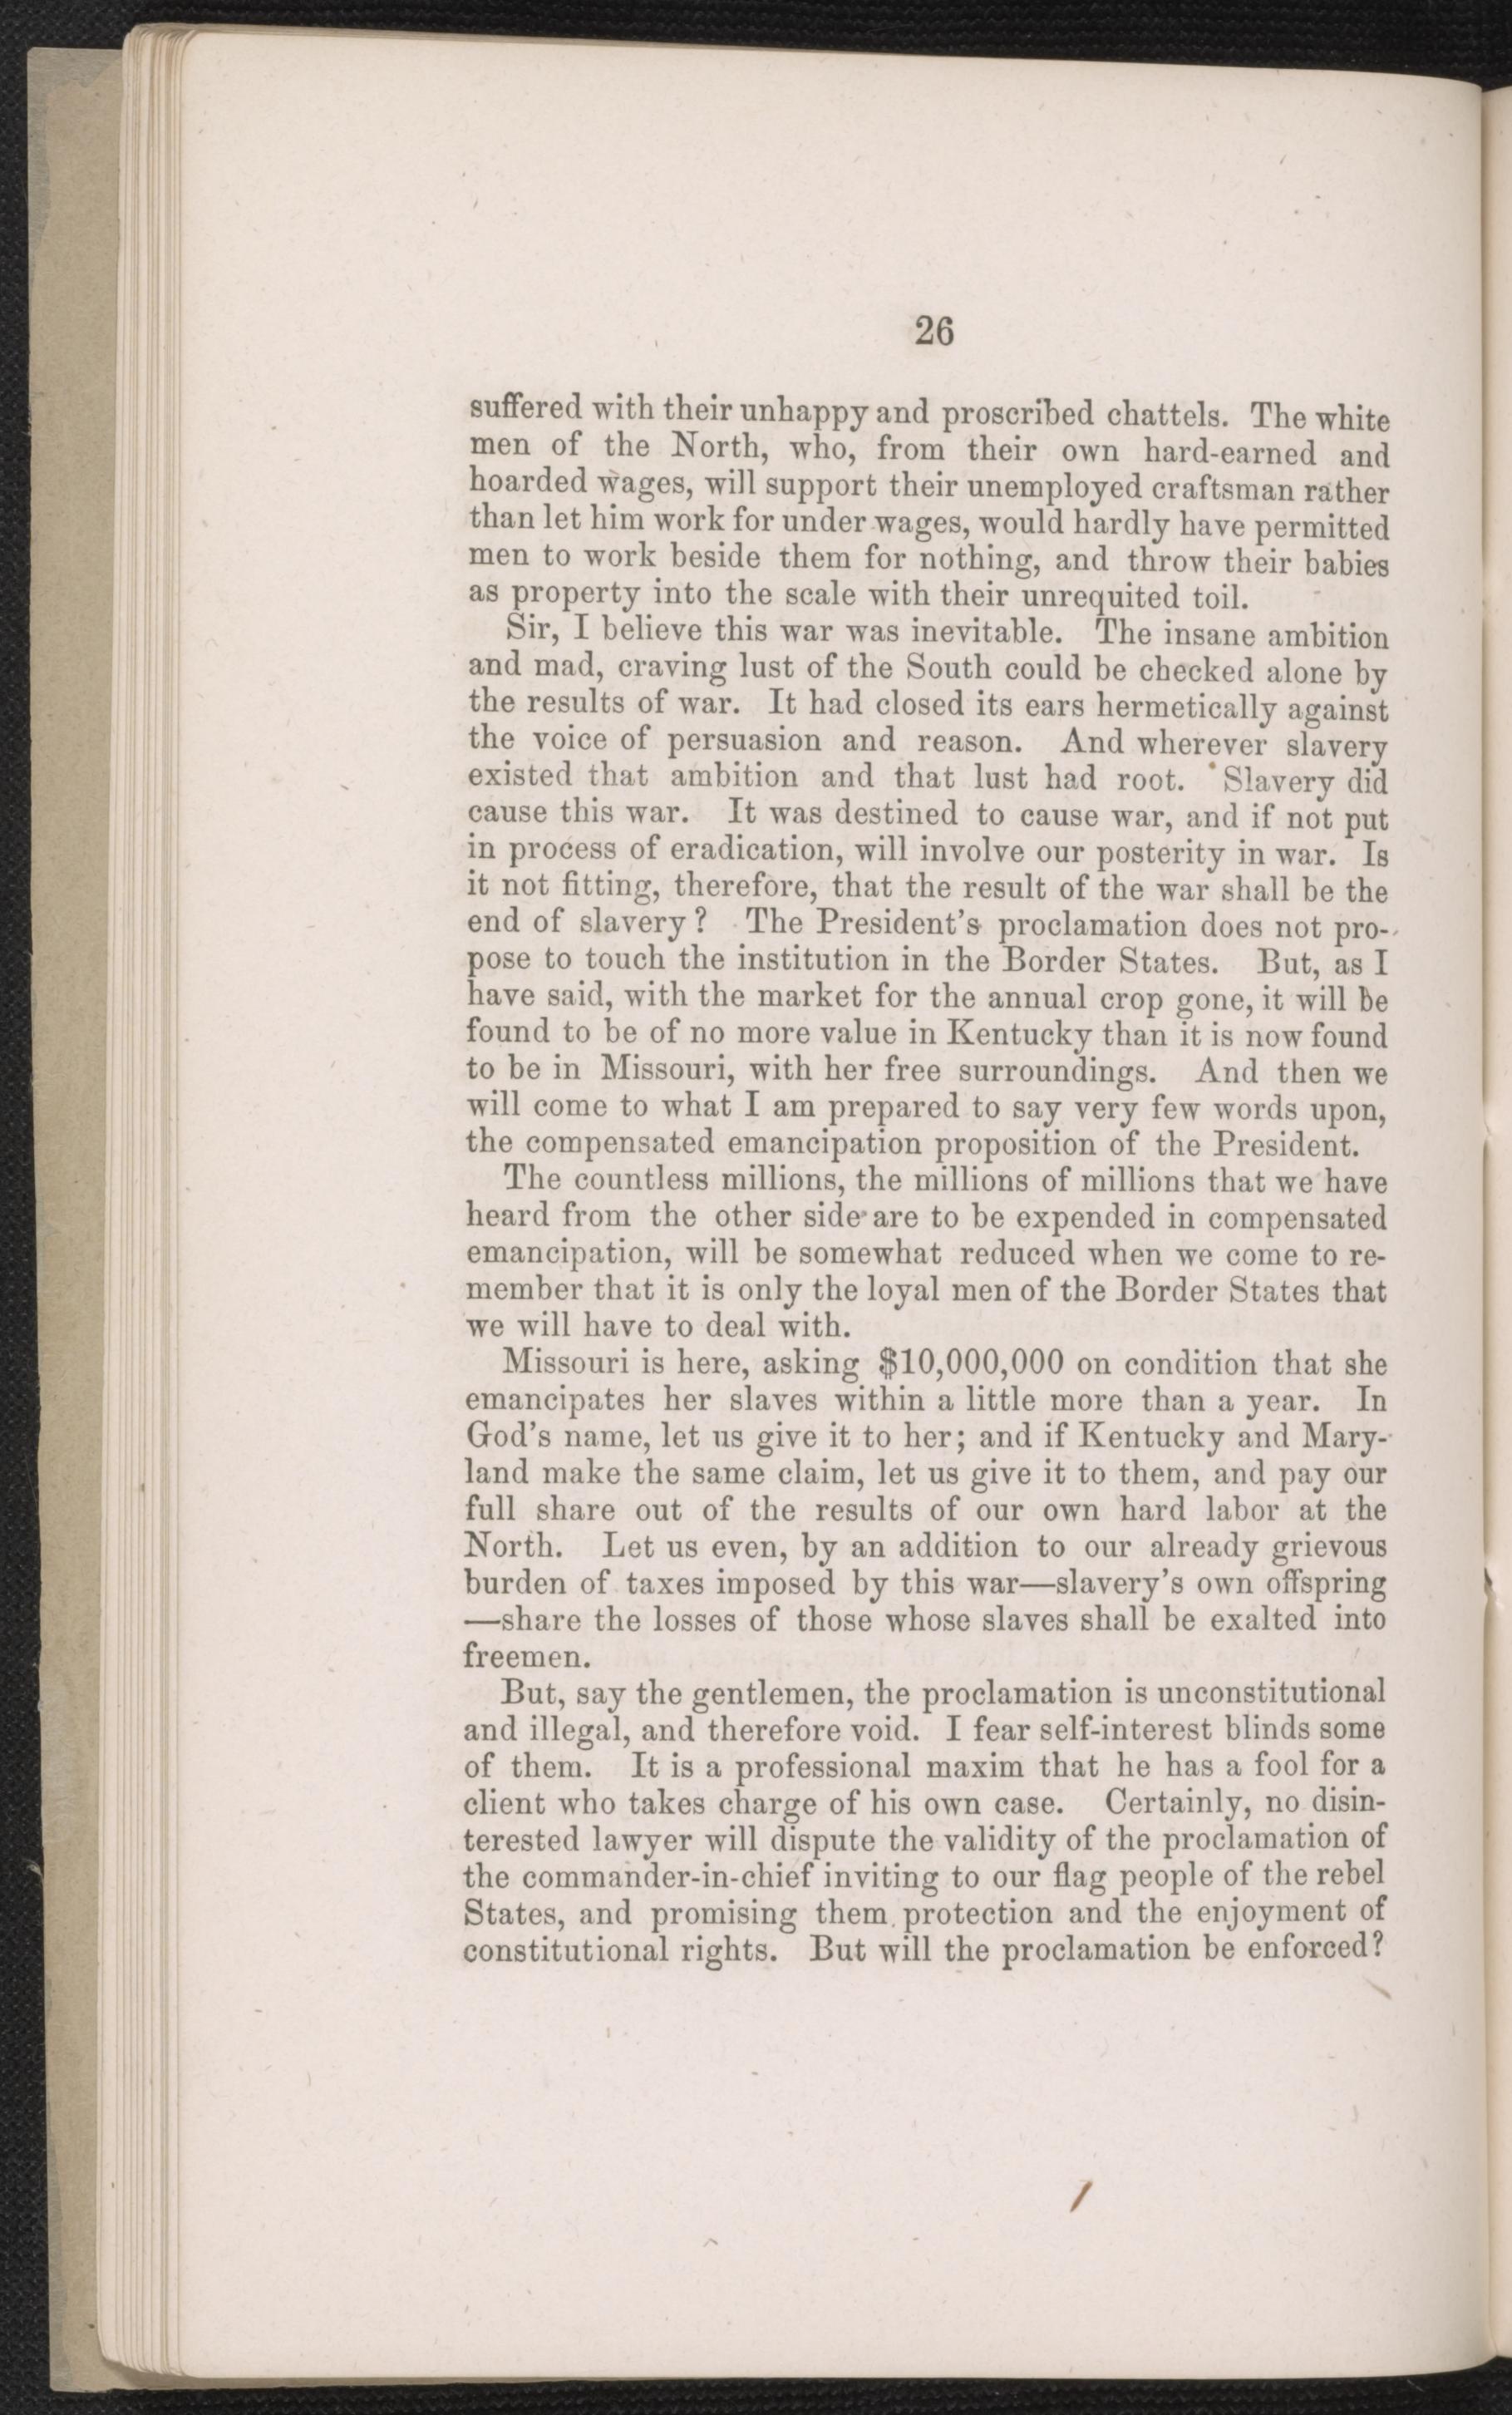 26
suffered with their unhappy and proscribed chattels. The white
men of the North, who, from their own hard-earned and
hoarded wages, will support their unemployed craftsman rather
than let him work for under wages, would hardly have permitted
men to work beside them for nothing, and throw their babies
as property into the scale with their unrequited toil.
Sir, I believe this war was inevitable. The insane ambition
and mad, craving lust of the South could be checked alone by
the results of war. It had closed its ears hermetically against
the voice of persuasion and reason. And wherever slavery
existed that ambition and that lust had root. Slavery did
cause this war. It was destined to cause war, and if not put
in process of eradication, will involve our posterity in war. Is
it not fitting, therefore, that the result of the war shall be the
end of slavery? The President's proclamation does not pro-
pose to touch the institution in the Border States. But, as I
have said, with the market for the annual crop gone, it will be
found to be of no more value in Kentucky than it is now found
to be in Missouri, with her free surroundings. And then we
will come to what I am prepared to say very few words upon,
the compensated emancipation proposition of the President.
The countless millions, the millions of millions that we have
heard from the other side are to be expended in compensated
emancipation, will be somewhat reduced when we come to re-
member that it is only the loyal men of the Border States that
we will have to deal with.
Missouri is here, asking $10,000,000 on condition that she
emancipates her slaves within a little more than a year. In
God's name, let us give it to her; and if Kentucky and Mary-
land make the same claim, let us give it to them, and pay our
full share out of the results of our own hard labor at the
North. Let us even, by an addition to our already grievous
burden of taxes imposed by this war—slavery's own offspring
—share the losses of those whose slaves shall be exalted into
freemen.
But, say the gentlemen, the proclamation is unconstitutional
and illegal, and therefore void. I fear self-interest blinds some
of them. It is a professional maxim that he has a fool for a
client who takes charge of his own case. Certainly, no disin-
terested lawyer will dispute the validity of the proclamation of
the commander-in-chief inviting to our flag people of the rebel
States, and promising them protection and the enjoyment of
constitutional rights. But will the proclamation be enforced?